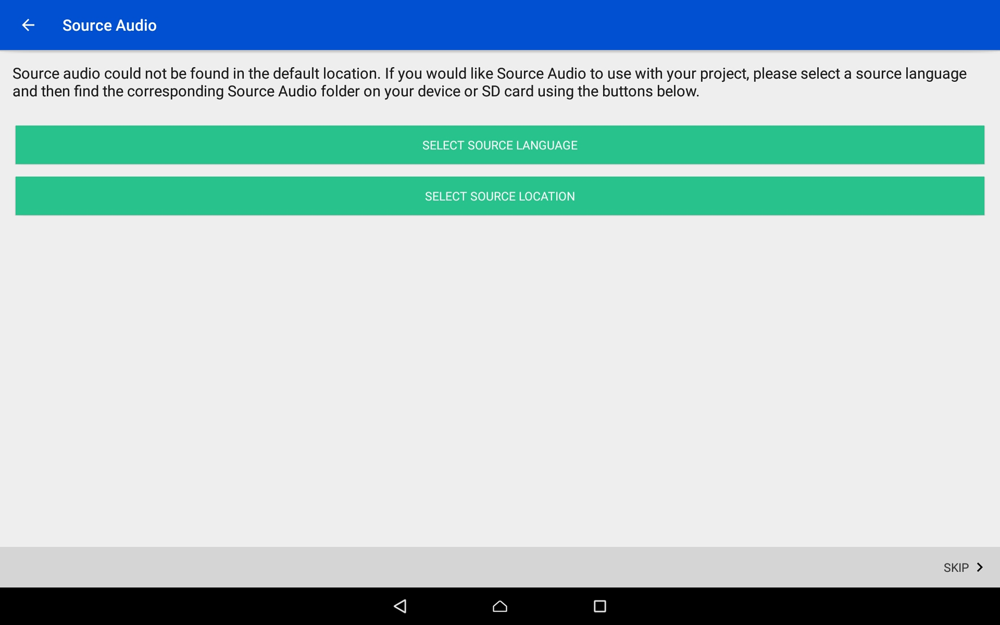 Source Audio
Source audio could not be found in the default location. If you would like Source Audio to use with your project, please select a source language
and then find the corresponding Source Audio folder on your device or SD card using the buttons below.
SELECT SOURCE LANGUAGE
SELECT SOURCE LOCATION
SKIP